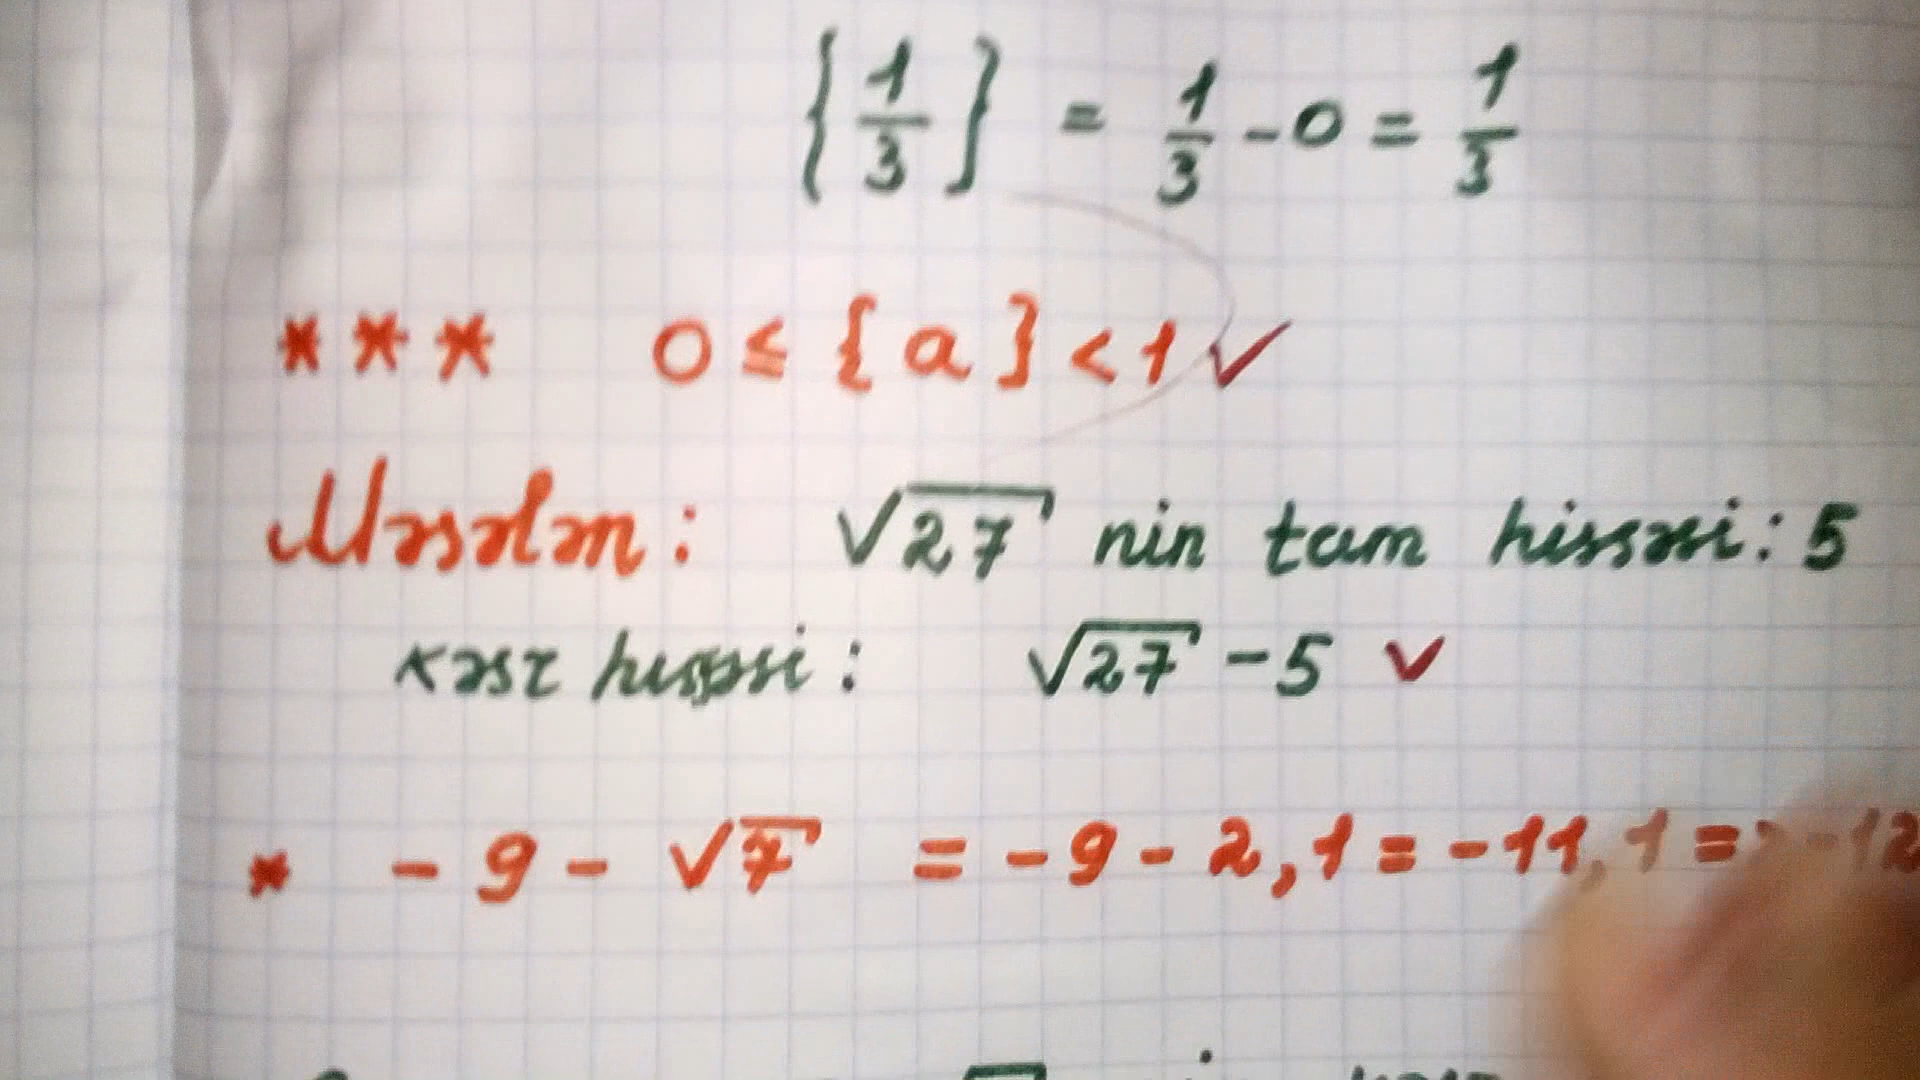 {1/3} = 1/3 - 0 = 1/3
*** 0 ≤ {a} < 1 ✓
Məsələn: √27 nin tam hissəsi: 5
kəsr hissəsi: √27 - 5 ✓
* - 9 - √7 = - 9 - 2,1 = -11,1 = -12